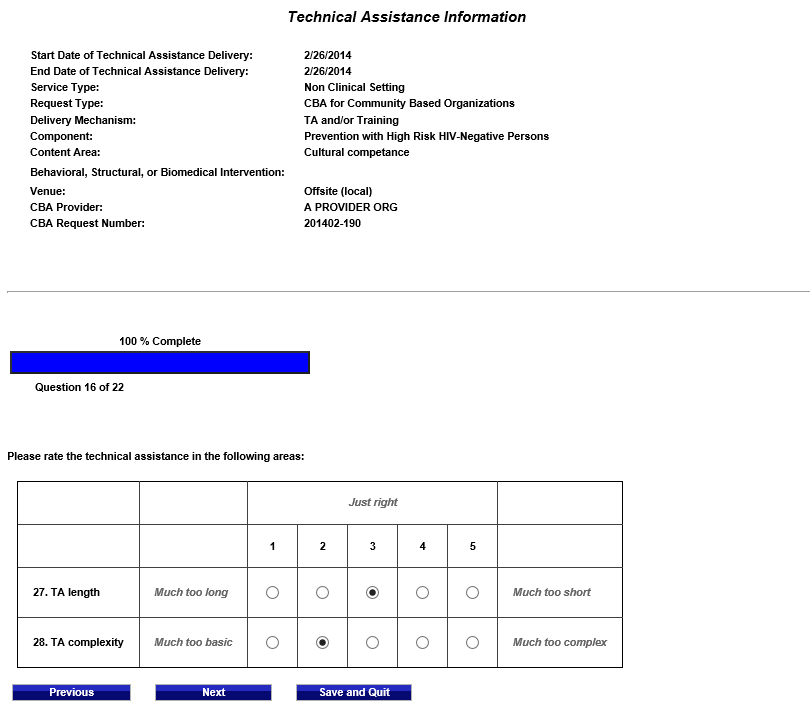 Technical Assistance Information
Start Date of Technical Assistance Delivery: 2/26/2014
End Date of Technical Assistance Delivery: 2/26/2014
Service Type: Non Clinical Setting
Request Type: CBA for Community Based Organizations
Delivery Mechanism: TA and/or Training
Component: Prevention with High Risk HIV-Negative Persons
Content Area: Cultural competance
Behavioral, Structural, or Biomedical Intervention:
Venue: Offsite (local)
CBA Provider: A PROVIDER ORG
CBA Request Number: 201402-190
100 % Complete
Question 16 of 22
Please rate the technical assistance in the following areas:
Just right
1 2 3 4 5
27. TA length Much too long Much too short
28. TA complexity Much too basic Much too complex
Previous Next Save and Quit